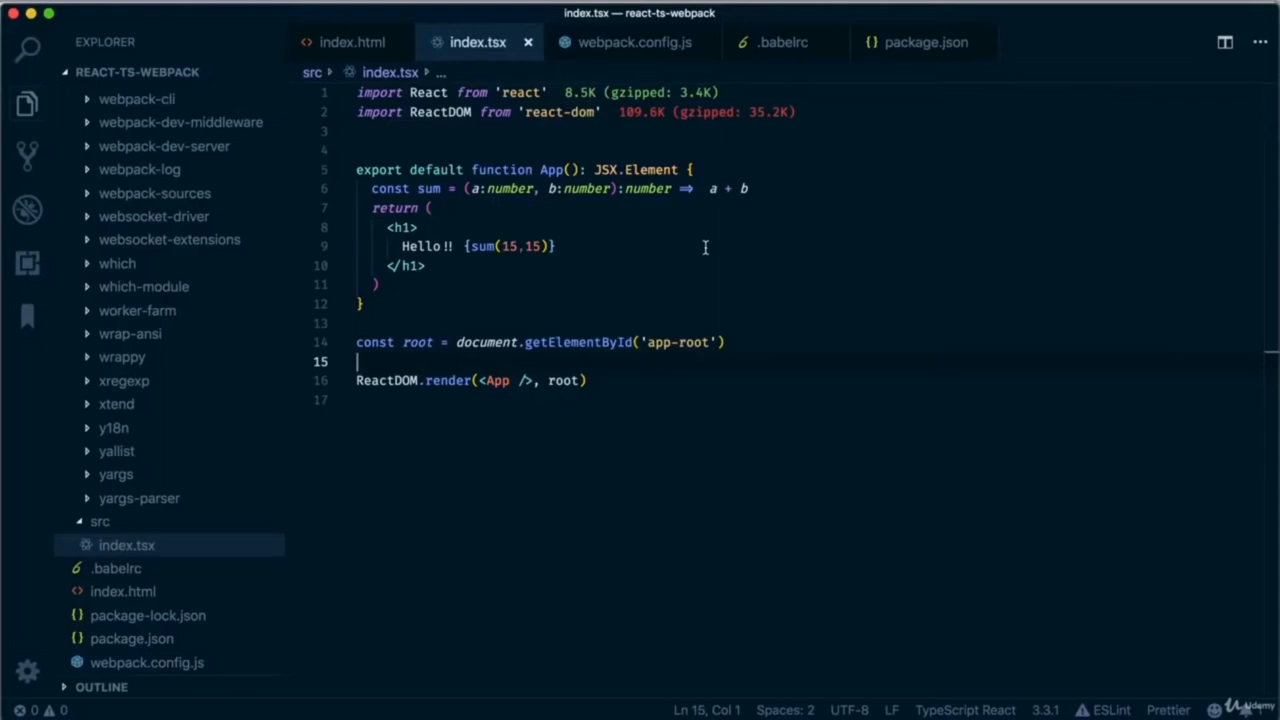 index.tsx — react-ts-webpack
EXPLORER
index.html
index.tsx
webpack.config.js
.babelrc
package.json
REACT-TS-WEBPACK
src
index.tsx
...
webpack-cli
webpack-dev-middleware
webpack-dev-server
webpack-log
webpack-sources
websocket-driver
websocket-extensions
which
which-module
worker-farm
wrap-ansi
wrappy
xregexp
xtend
y18n
yallist
yargs
yargs-parser
src
index.tsx
.babelrc
index.html
package-lock.json
package.json
webpack.config.js
OUTLINE
1 import React from 'react' 8.5K (gzipped: 3.4K)
2 import ReactDOM from 'react-dom' 109.6K (gzipped: 35.2K)
3
4
5 export default function App(): JSX.Element {
6 const sum = (a:number, b:number):number => a + b
7 return (
8 <h1>
9 Hello!! {sum(15,15)}
10 </h1>
11 )
12 }
13
14 const root = document.getElementById('app-root')
15
16 ReactDOM.render(<App />, root)
17
0 0
Ln 15, Col 1
Spaces: 2
UTF-8
LF
TypeScript React
3.3.1
ESLint
Prettier
Udemy